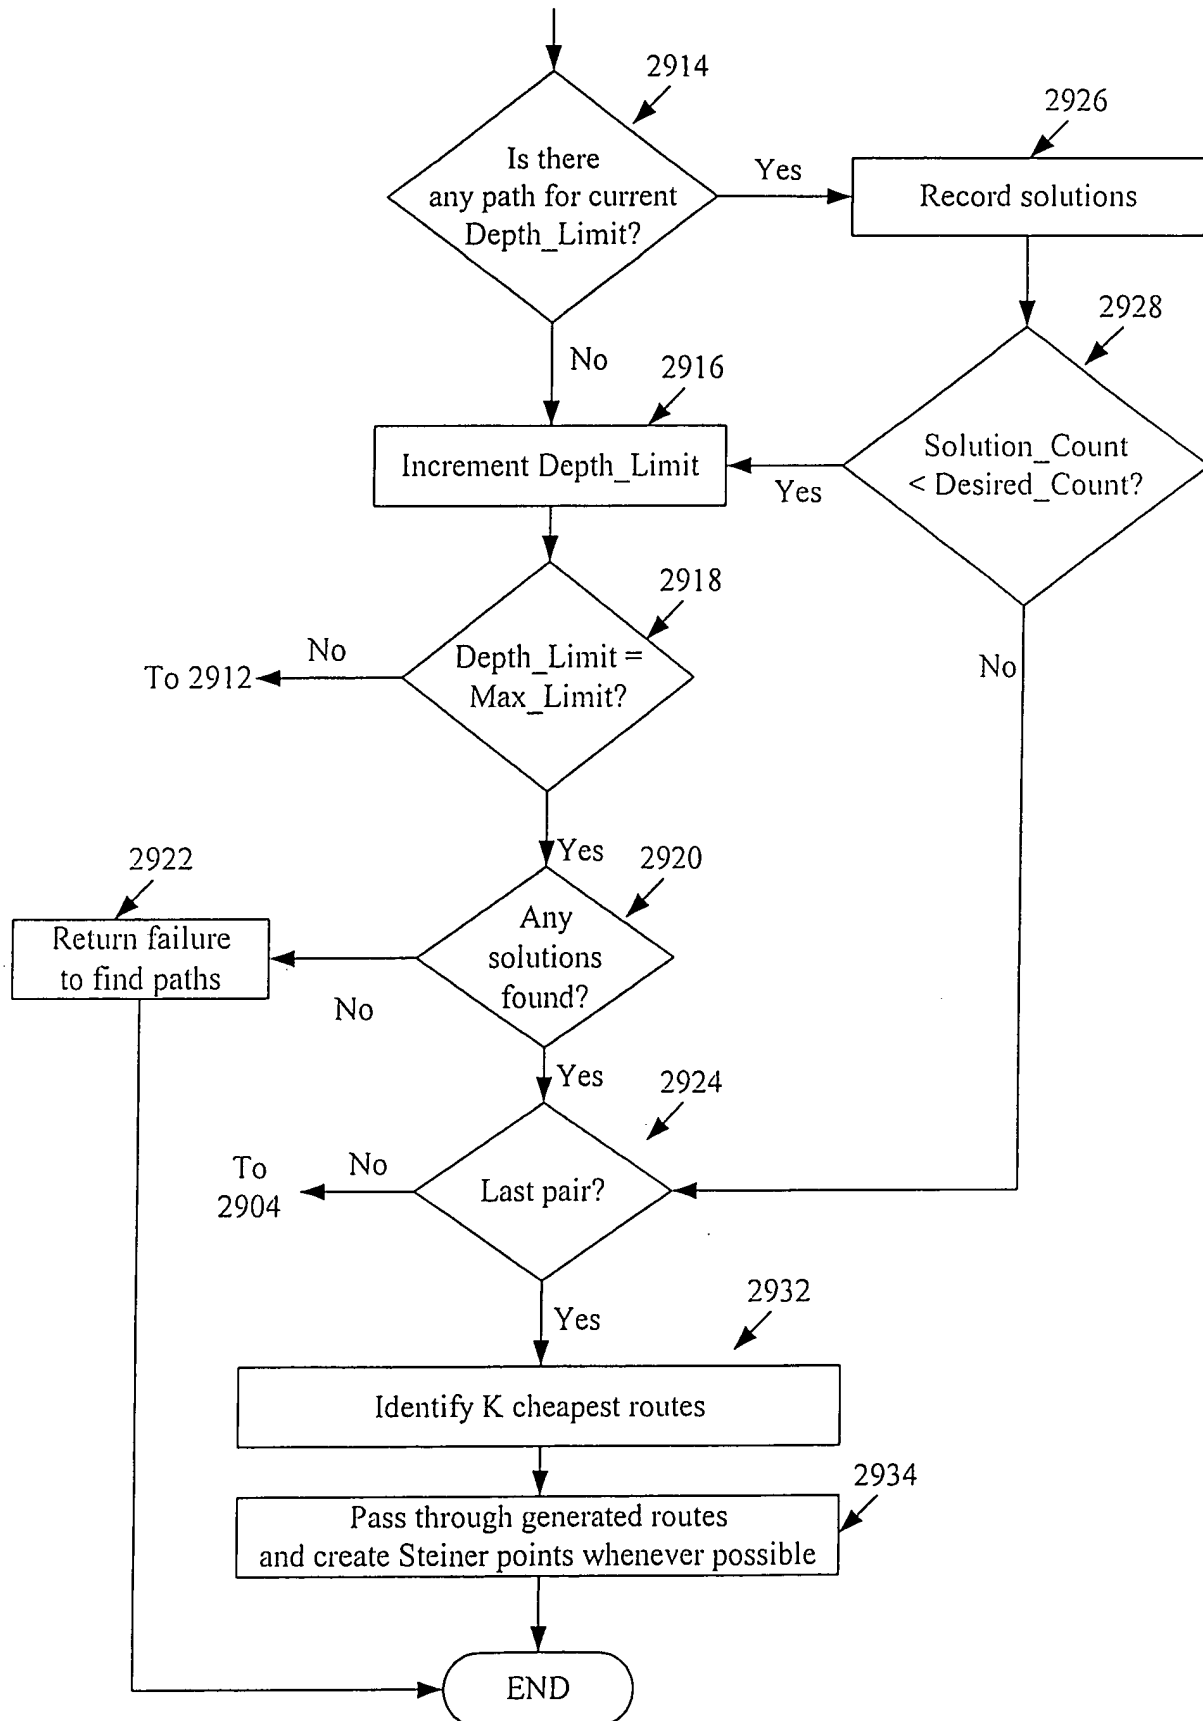 2914
Is there
any path for current
Depth_Limit?
Yes
2926
Record solutions
2928
Solution_Count
< Desired_Count?
Yes
No
No
2916
Increment Depth_Limit
2918
Depth_Limit =
Max_Limit?
No
To 2912
Yes
2920
Any
solutions
found?
2922
Return failure
to find paths
No
Yes
2924
Last pair?
No
To
2904
Yes
2932
Identify K cheapest routes
2934
Pass through generated routes
and create Steiner points whenever possible
END